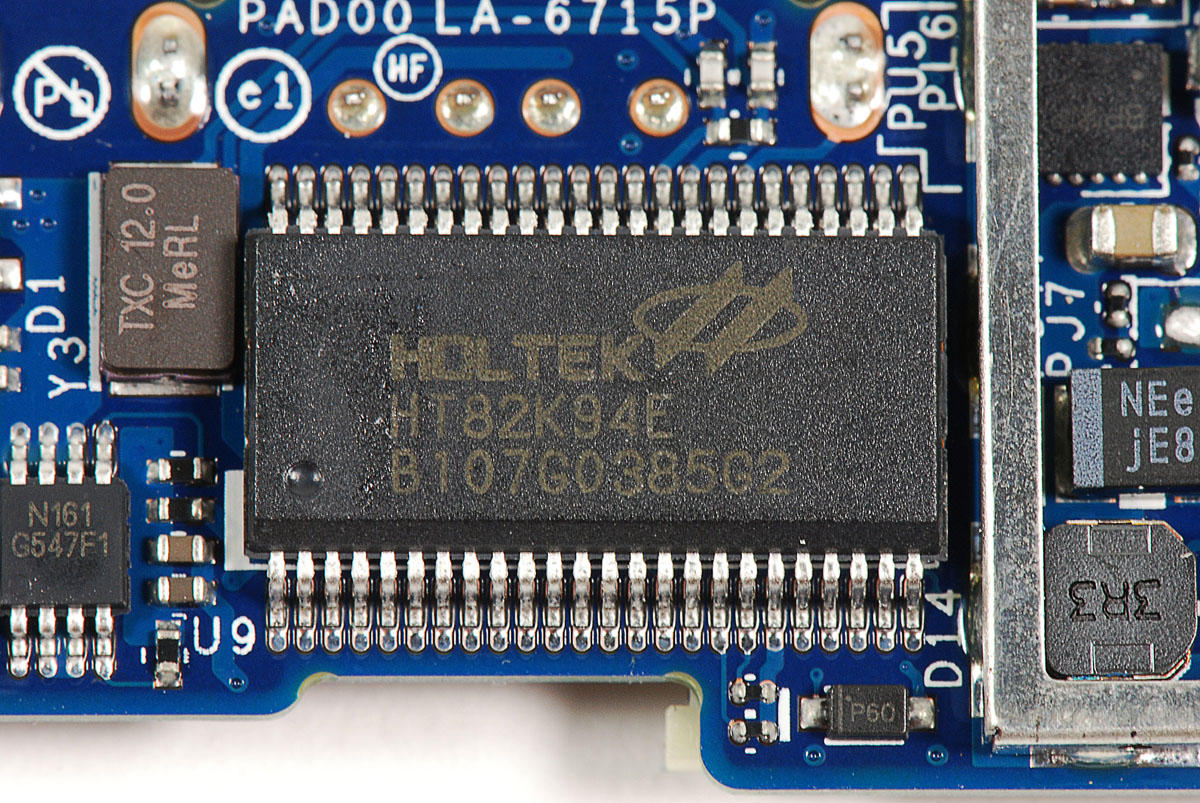 PAD00 LA-6715P
Pb
e1
HF
PU5
PL6
TXC 12.0
MeRL
D1
Y3
HOLTEK
HT82K94E
B107G0385G2
PJ7
NEe
jE8
N161
G547F1
3R3
U9
D14
P60